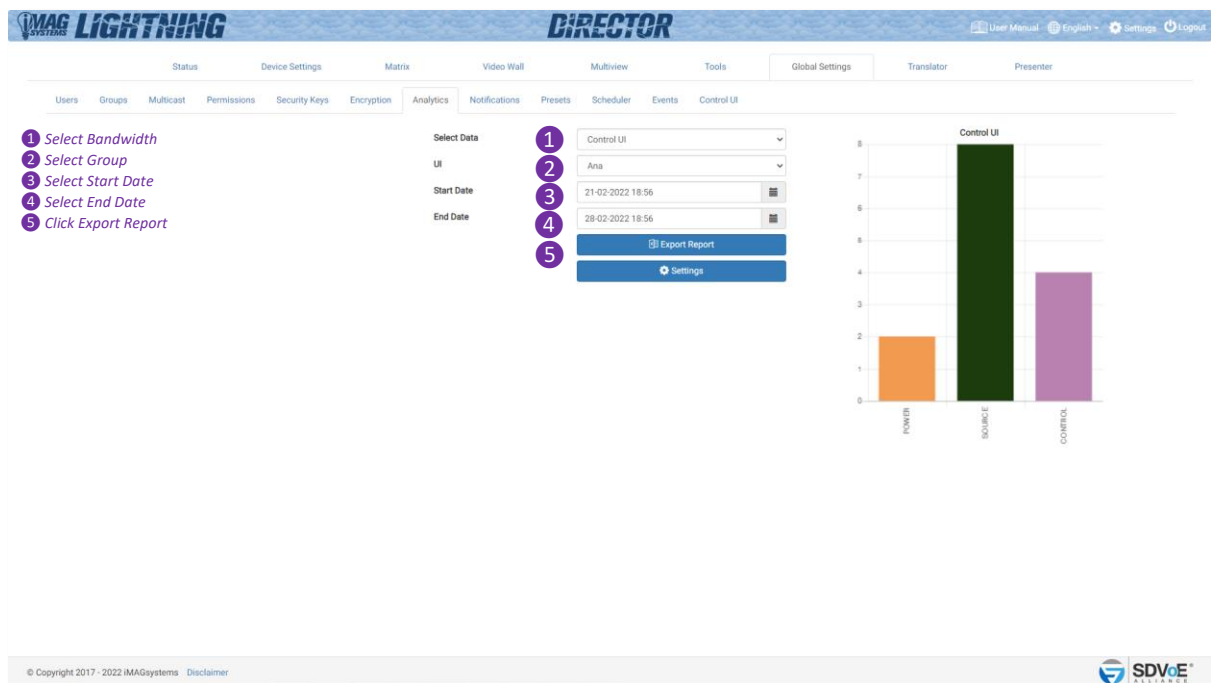 iMAG SYSTEMS LIGHTNING
DiRECTOR
User Manual English Settings Logout
Status Device Settings Matrix Video Wall Multiview Tools Global Settings Translator Presenter
Users Groups Multicast Permissions Security Keys Encryption Analytics Notifications Presets Scheduler Events Control UI
1 Select Bandwidth
2 Select Group
3 Select Start Date
4 Select End Date
5 Click Export Report
Select Data 1 Control UI
UI 2 Ana
Start Date 3 21-02-2022 18:56
End Date 4 28-02-2022 18:56
5 Export Report
Settings
Control UI
8
7
6
5
4
3
2
1
0
POWER
SOURCE
CONTROL
© Copyright 2017 - 2022 iMAGsystems Disclaimer
SDVoE
ALLIANCE